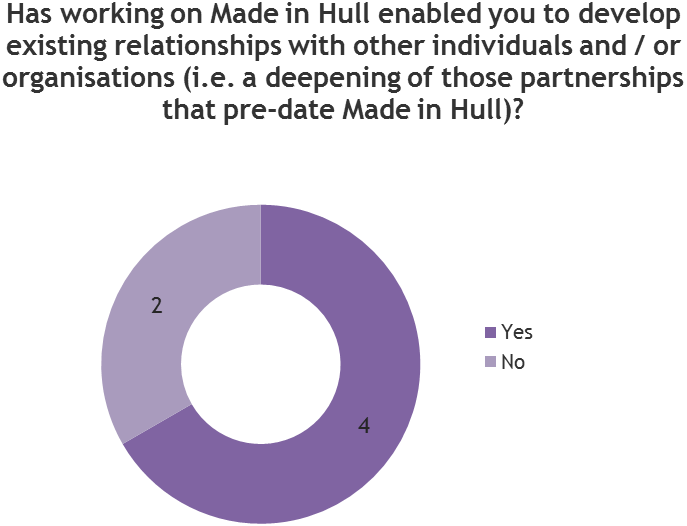 Has working on Made in Hull enabled you to develop
existing relationships with other individuals and / or
organisations (i.e. a deepening of those partnerships
that pre-date Made in Hull)?
2
Yes
No
4